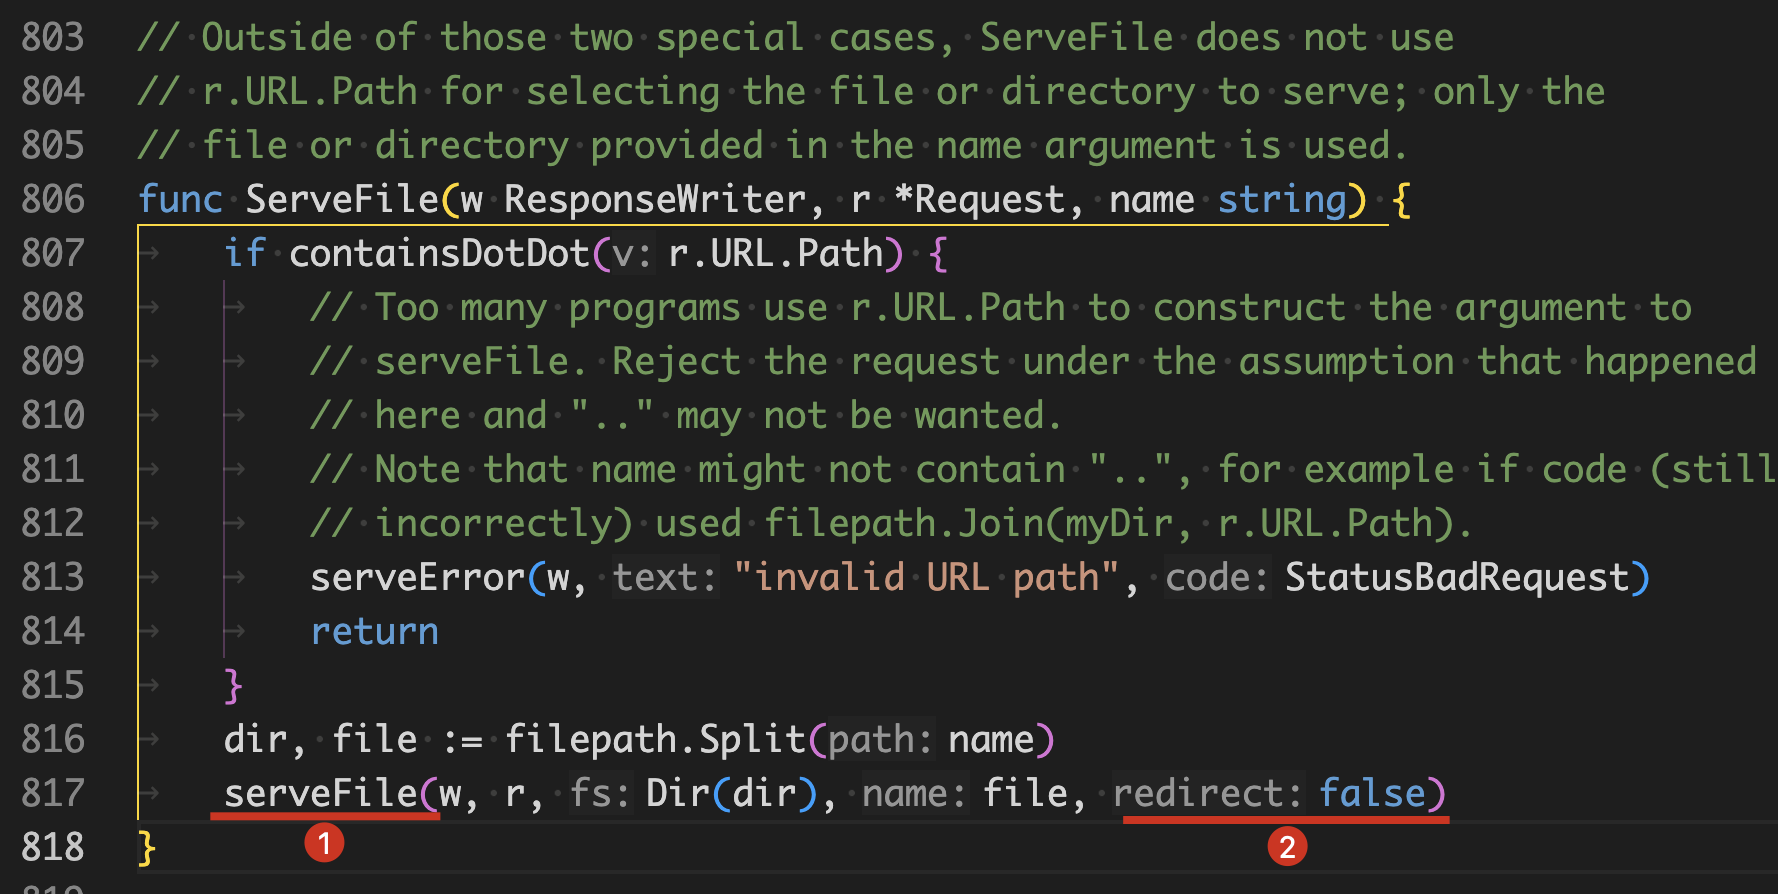 803 // Outside of those two special cases, ServeFile does not use
804 // r.URL.Path for selecting the file or directory to serve; only the
805 // file or directory provided in the name argument is used.
806 func ServeFile(w ResponseWriter, r *Request, name string) {
807 if containsDotDot(v: r.URL.Path) {
808 // Too many programs use r.URL.Path to construct the argument to
809 // serveFile. Reject the request under the assumption that happened
810 // here and ".." may not be wanted.
811 // Note that name might not contain "..", for example if code (still
812 // incorrectly) used filepath.Join(myDir, r.URL.Path).
813 serveError(w, text: "invalid URL path", code: StatusBadRequest)
814 return
815 }
816 dir, file := filepath.Split(path: name)
817 serveFile(w, r, fs: Dir(dir), name: file, redirect: false)
1 2
818 }